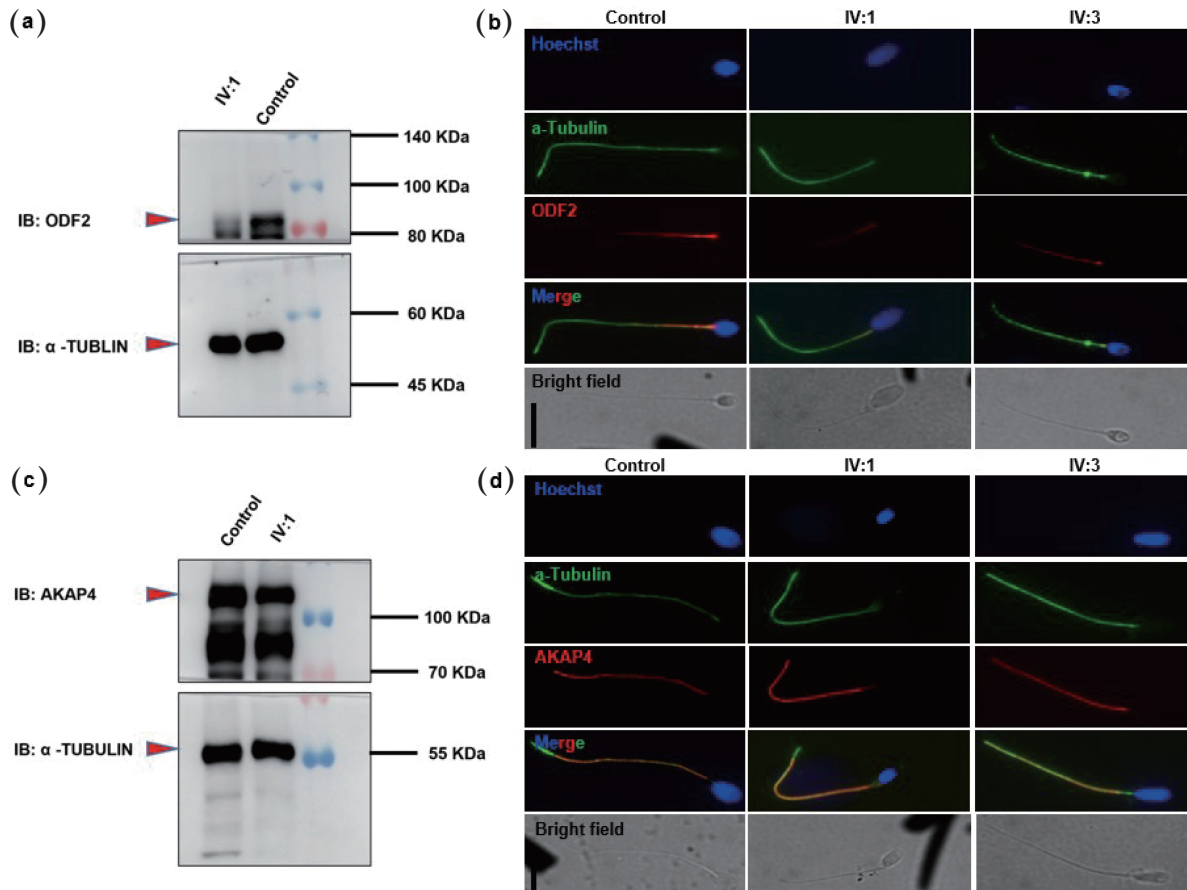 (a)
IV:1
Control
140 KDa
100 KDa
IB: ODF2
80 KDa
60 KDa
IB: α -TUBLIN
45 KDa
(b)
Control
IV:1
IV:3
Hoechst
a-Tubulin
ODF2
Merge
Bright field
(c)
Control
IV:1
IB: AKAP4
100 KDa
70 KDa
IB: α -TUBULIN
55 KDa
(d)
Control
IV:1
IV:3
Hoechst
a-Tubulin
AKAP4
Merge
Bright field